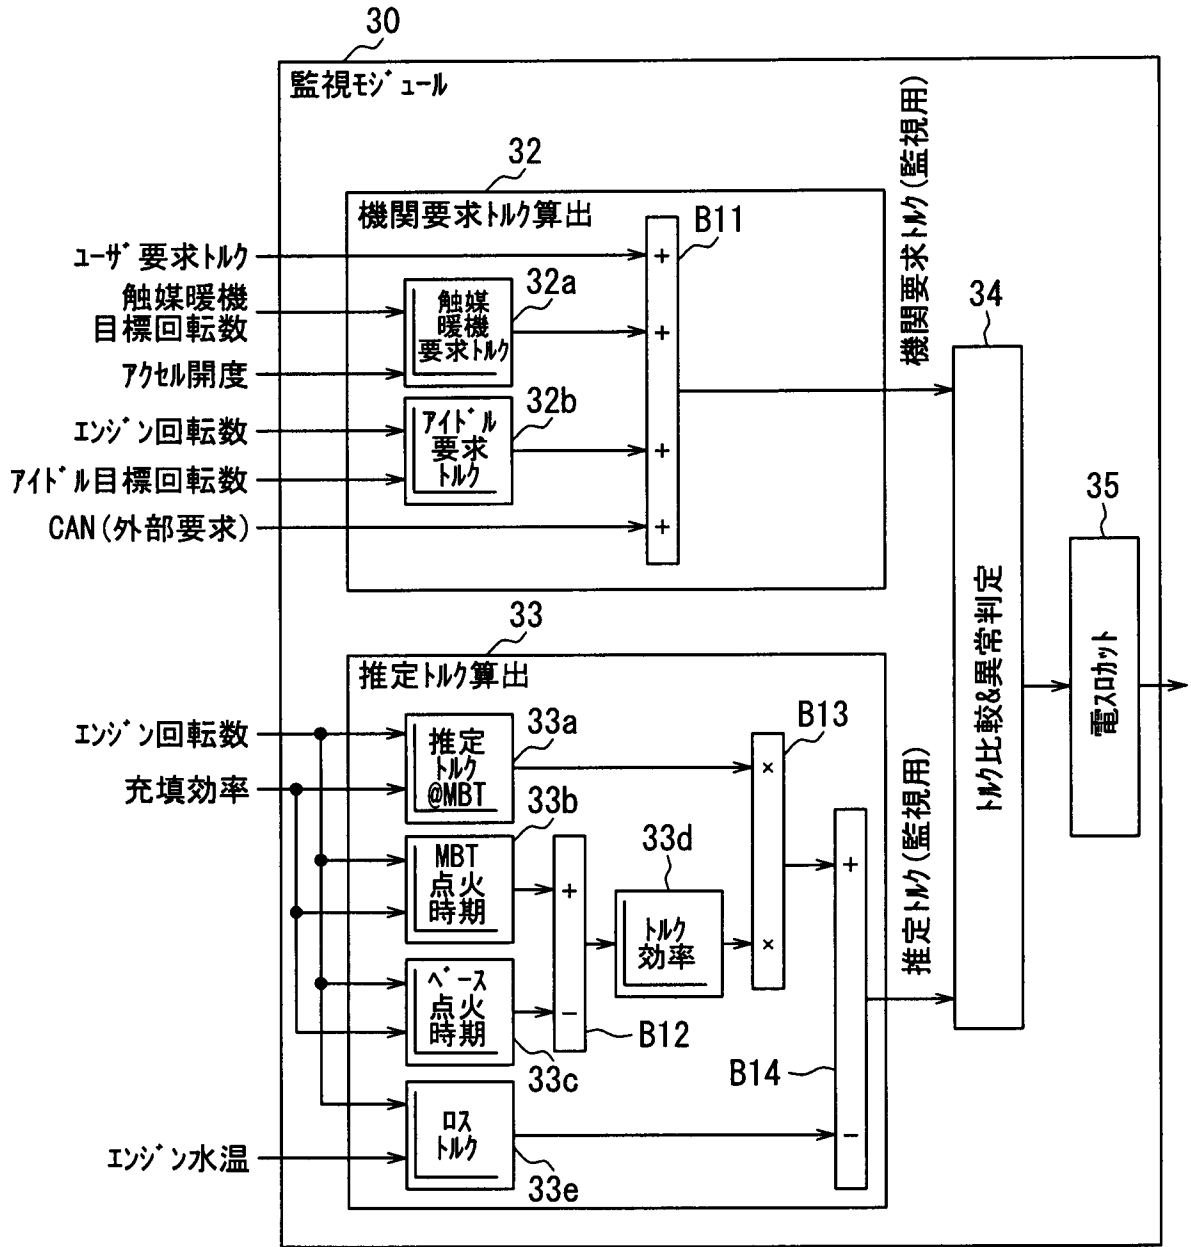 30
監視ﾓｼﾞｭｰﾙ
32
機関要求ﾄﾙｸ算出
B11
ﾕｰｻﾞ要求ﾄﾙｸ
+
触媒暖機
目標回転数
触媒
暖機
要求ﾄﾙｸ
32a
+
ｱｸｾﾙ開度
ｴﾝｼﾞﾝ回転数
ｱｲﾄﾞﾙ
要求
ﾄﾙｸ
32b
+
ｱｲﾄﾞﾙ目標回転数
CAN(外部要求)
+
機関要求ﾄﾙｸ(監視用)
34
ﾄﾙｸ比較&異常判定
35
電ｽﾛｶｯﾄ
33
推定ﾄﾙｸ算出
ｴﾝｼﾞﾝ回転数
充填効率
推定
ﾄﾙｸ
@MBT
33a
B13
×
×
MBT
点火
時期
33b
+
33d
ﾄﾙｸ
効率
ﾍﾞｰｽ
点火
時期
33c
−
B12
B14
+
−
ｴﾝｼﾞﾝ水温
ﾛｽ
ﾄﾙｸ
33e
推定ﾄﾙｸ(監視用)